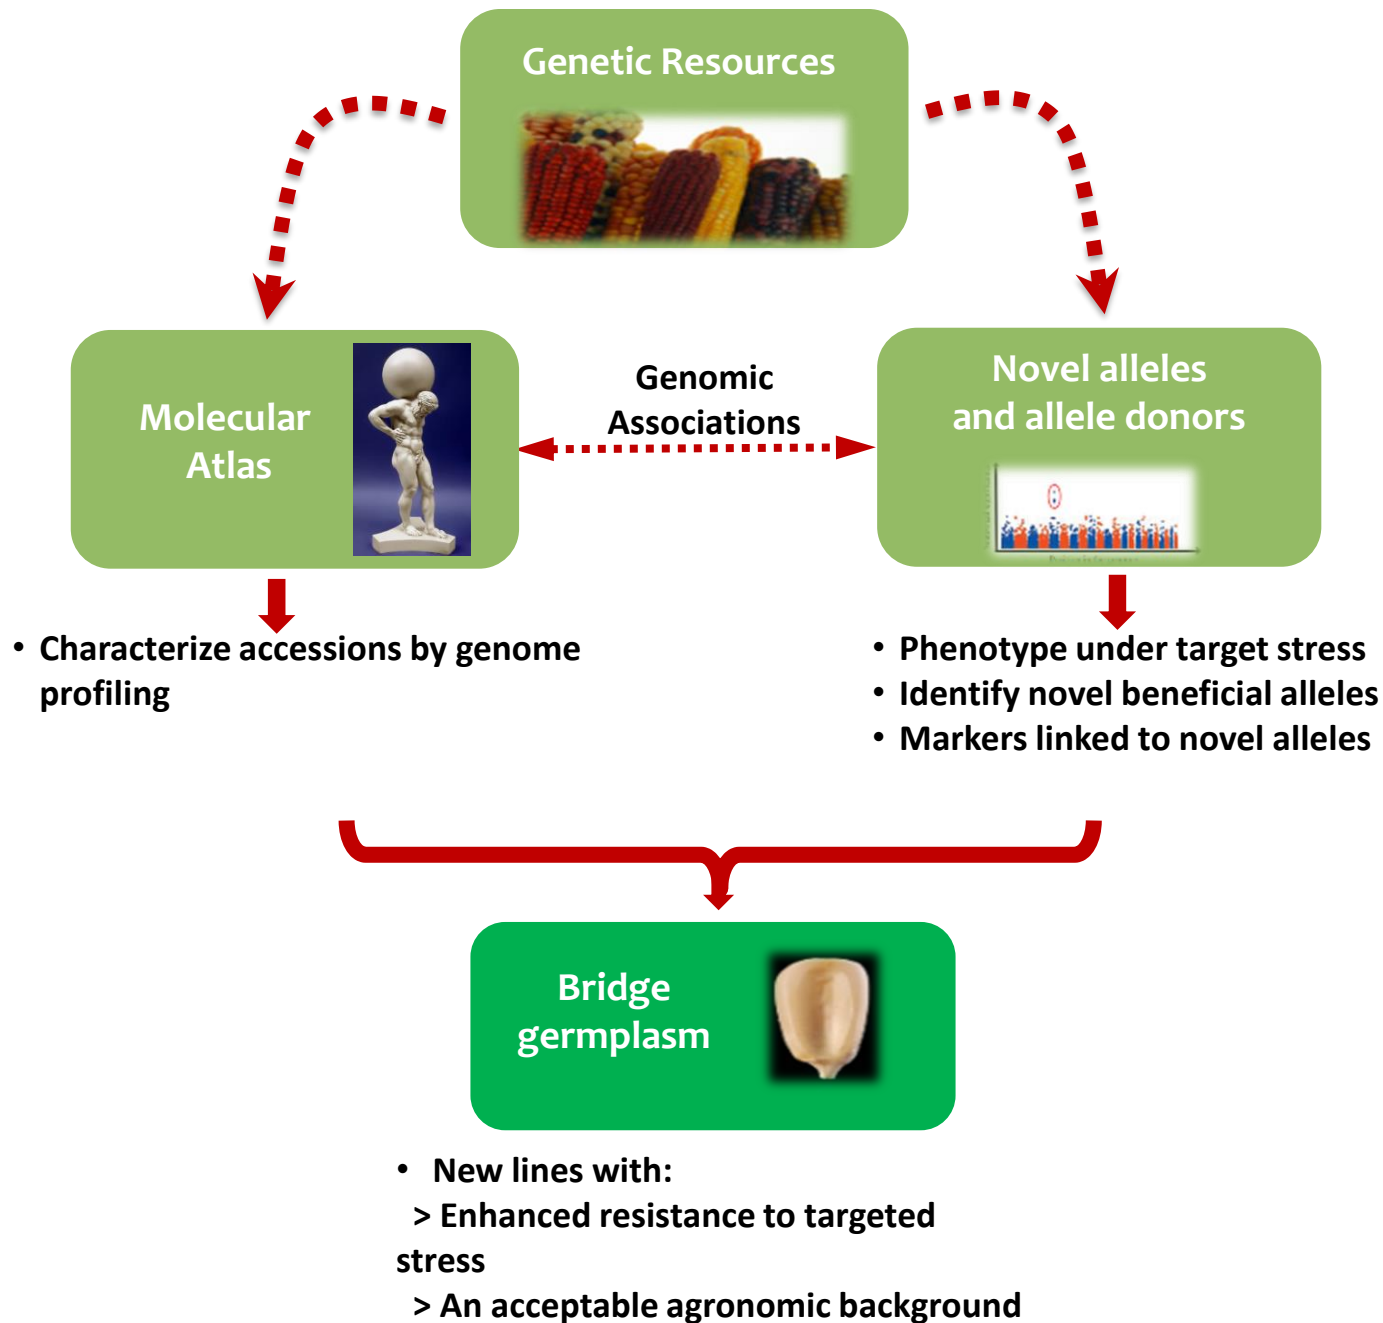 Genetic Resources
Molecular
Atlas
Genomic
Associations
Novel alleles
and allele donors
• Characterize accessions by genome
profiling
• Phenotype under target stress
• Identify novel beneficial alleles
• Markers linked to novel alleles
Bridge
germplasm
• New lines with:
> Enhanced resistance to targeted
stress
> An acceptable agronomic background